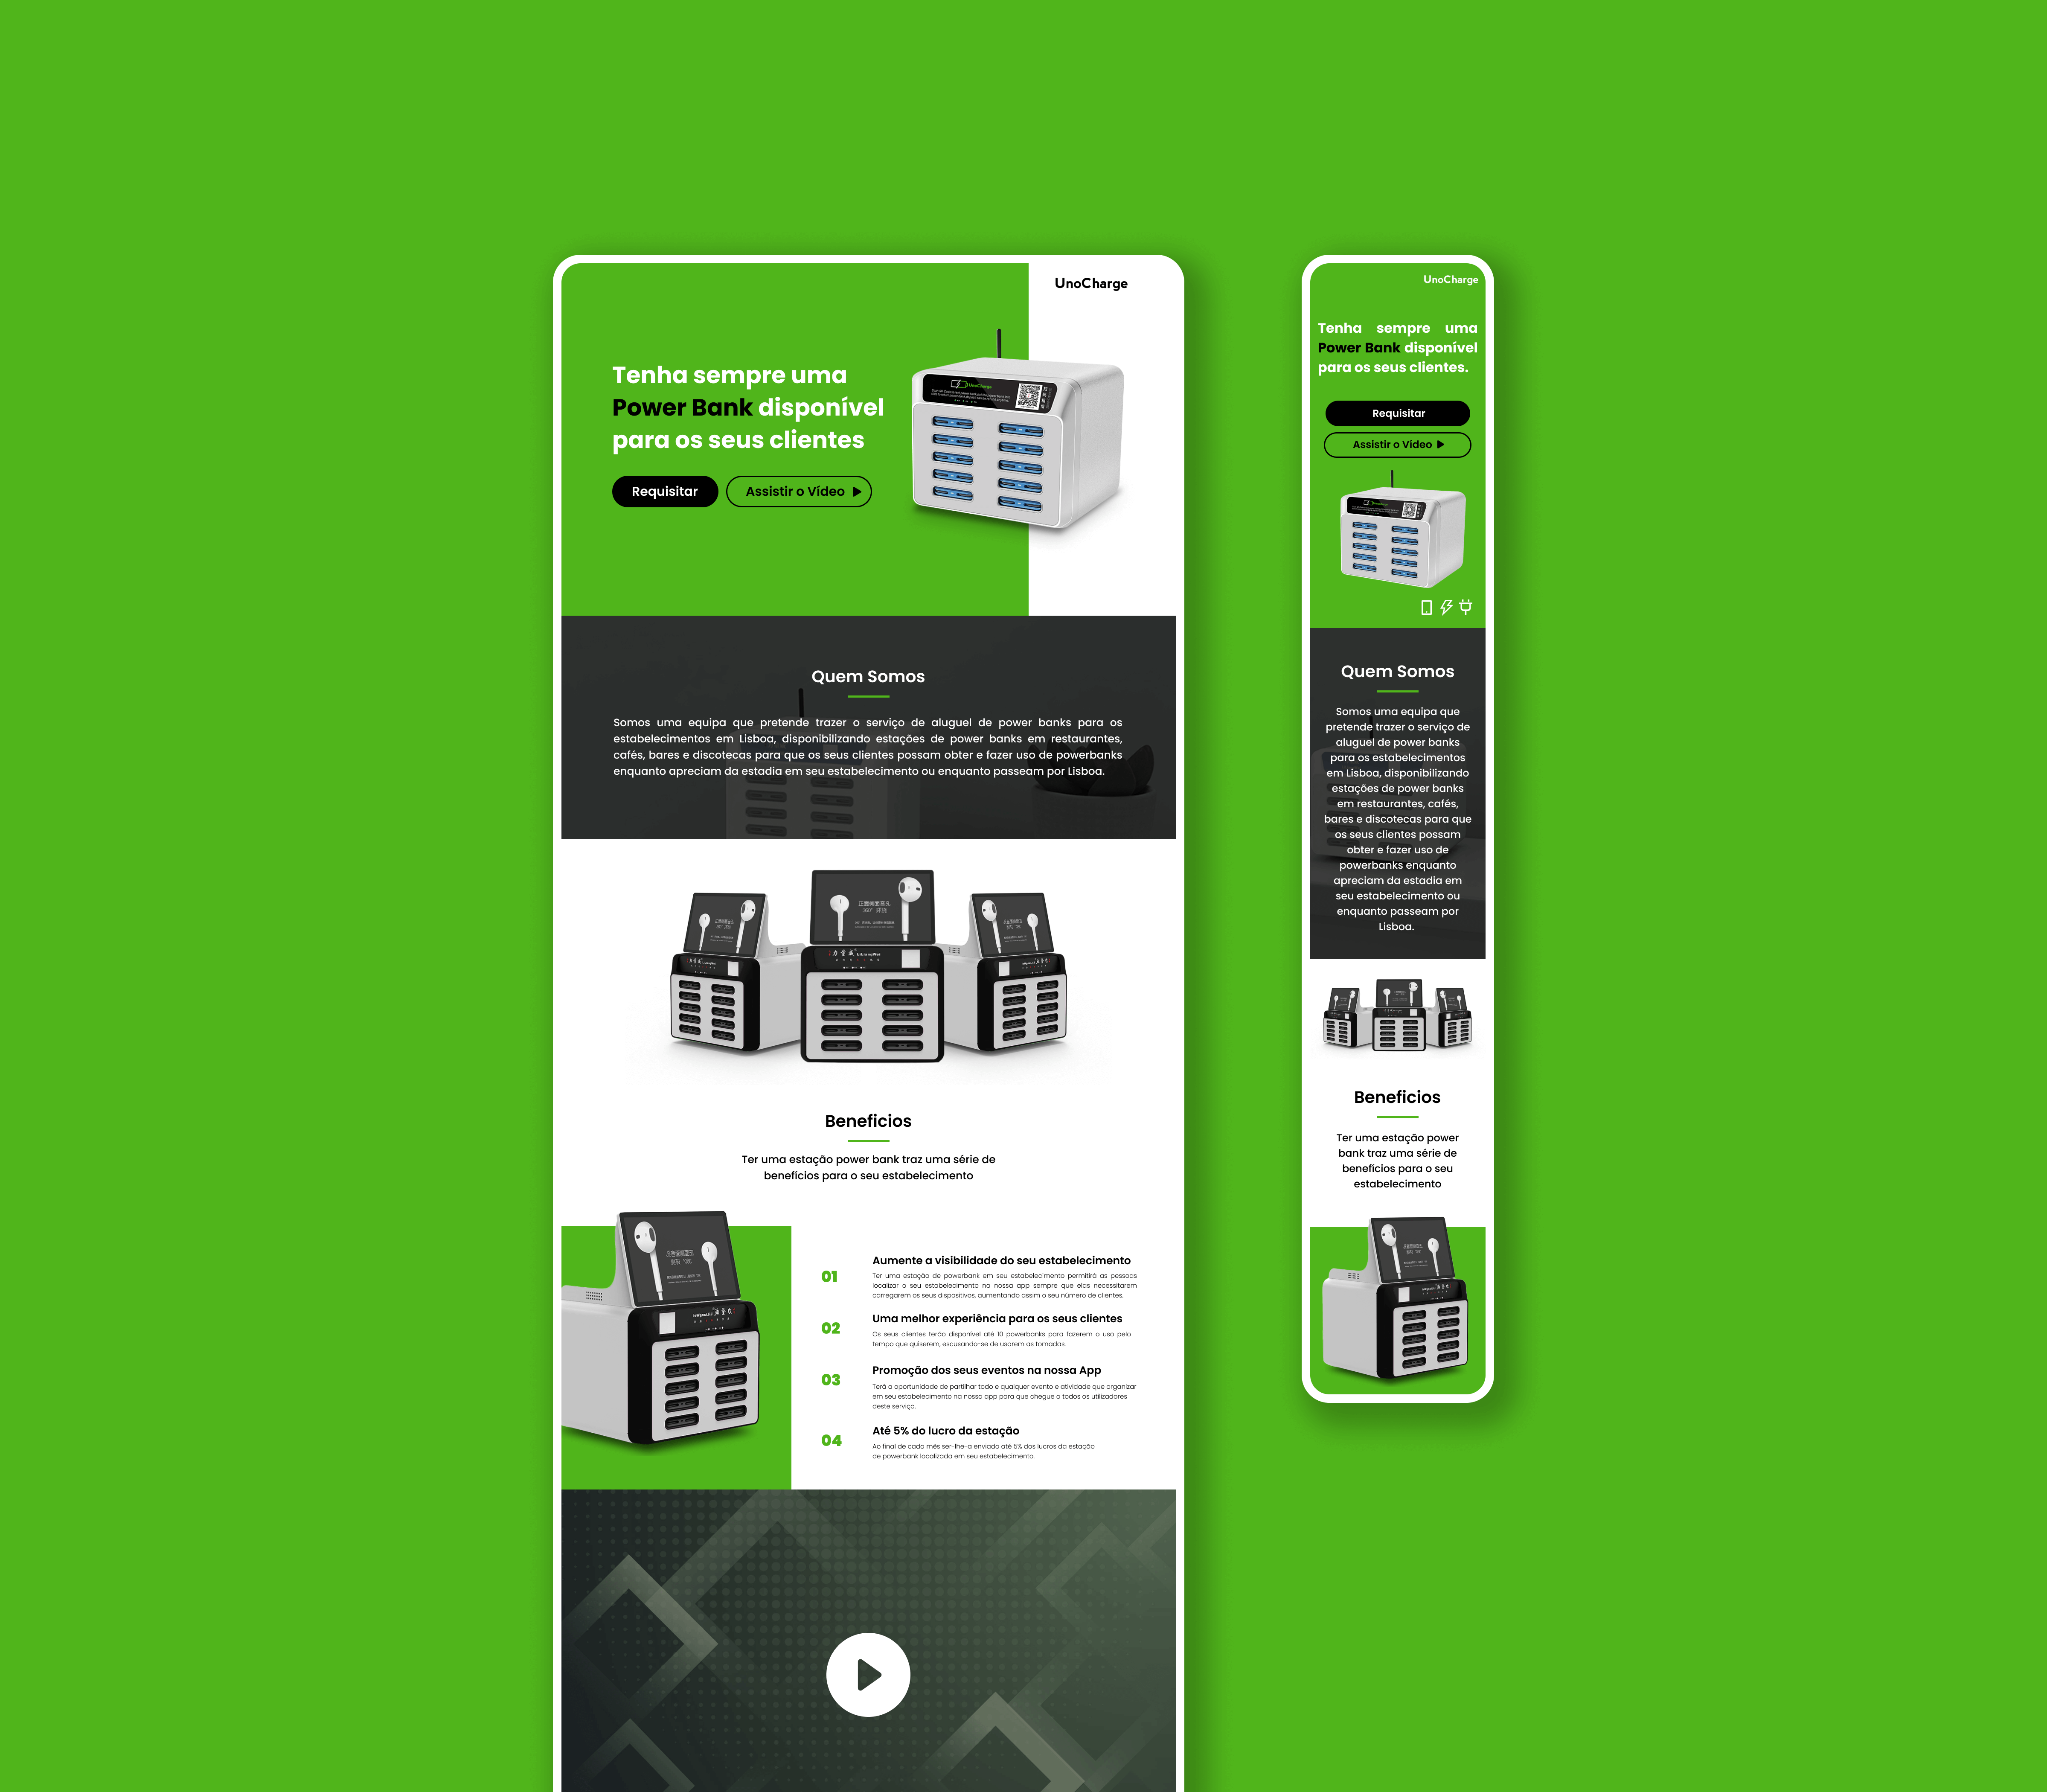 UnoCharge
Tenha sempre uma
Power Bank disponível
para os seus clientes
Requisitar
Assistir o Vídeo
UnoCharge
Quem Somos
Somos uma equipa que pretende trazer o serviço de aluguel de power banks para os
estabelecimentos em Lisboa, disponibilizando estações de power banks em restaurantes,
cafés, bares e discotecas para que os seus clientes possam obter e fazer uso de powerbanks
enquanto apreciam da estadia em seu estabelecimento ou enquanto passeam por Lisboa.
LiLiangWei
Beneficios
Ter uma estação power bank traz uma série de
benefícios para o seu estabelecimento
01
Aumente a visibilidade do seu estabelecimento
Ter uma estação de powerbank em seu estabelecimento permitirá as pessoas
localizar o seu estabelecimento na nossa app sempre que elas necessitarem
carregarem os seus dispositivos, aumentando assim o seu número de clientes.
02
Uma melhor experiência para os seus clientes
Os seus clientes terão disponível até 10 powerbanks para fazerem o uso pelo
tempo que quiserem, escusando-se de usarem as tomadas.
03
Promoção dos seus eventos na nossa App
Terá a oportunidade de partilhar todo e qualquer evento e atividade que organizar
em seu estabelecimento na nossa app para que chegue a todos os utilizadores
deste serviço.
04
Até 5% do lucro da estação
Ao final de cada mês ser-lhe-a enviado até 5% dos lucros da estação
de powerbank localizada em seu estabelecimento.
UnoCharge
Tenha sempre uma
Power Bank disponível
para os seus clientes.
Requisitar
Assistir o Vídeo
Quem Somos
Somos uma equipa que
pretende trazer o serviço de
aluguel de power banks
para os estabelecimentos
em Lisboa, disponibilizando
estações de power banks
em restaurantes, cafés,
bares e discotecas para que
os seus clientes possam
obter e fazer uso de
powerbanks enquanto
apreciam da estadia em
seu estabelecimento ou
enquanto passeam por
Lisboa.
Beneficios
Ter uma estação power
bank traz uma série de
benefícios para o seu
estabelecimento